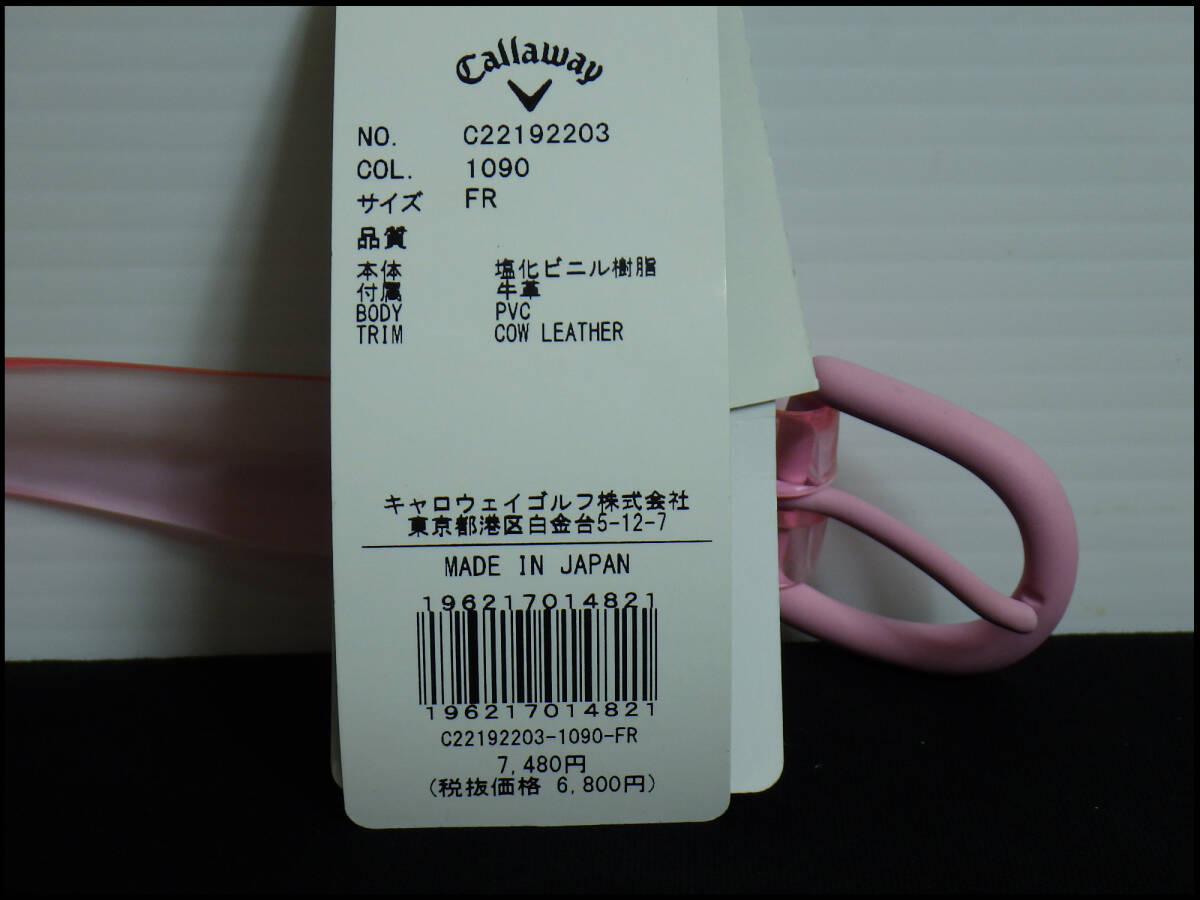 Callaway
NO. C22192203
COL. 1090
サイズ FR
品質
本体 塩化ビニル樹脂
付属 牛革
BODY PVC
TRIM COW LEATHER
キャロウェイゴルフ株式会社
東京都港区白金台5-12-7
MADE IN JAPAN
196217014821
196217014821
C22192203-1090-FR
7,480円
(税抜価格 6,800円)